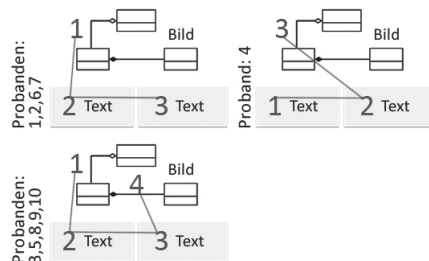 Probanden:
1,2,6,7
1
Bild
2 Text
3 Text
Proband: 4
3
Bild
1 Text
2 Text
Probanden:
3,5,8,9,10
1
Bild
4
2 Text
3 Text